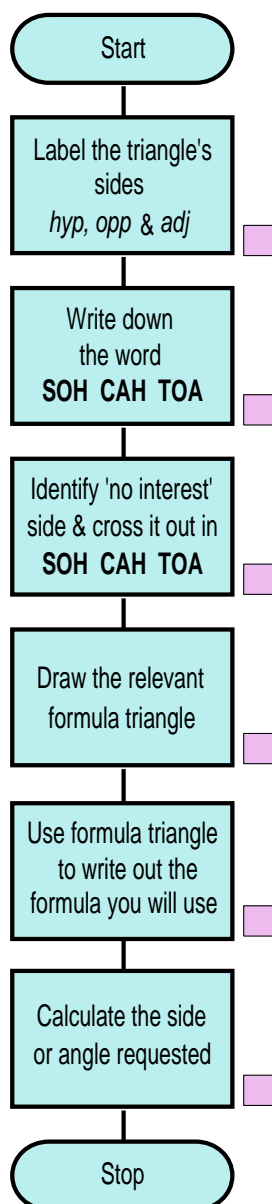 Start
Label the triangle's
sides
hyp, opp & adj
Write down
the word
SOH CAH TOA
Identify 'no interest'
side & cross it out in
SOH CAH TOA
Draw the relevant
formula triangle
Use formula triangle
to write out the
formula you will use
Calculate the side
or angle requested
Stop